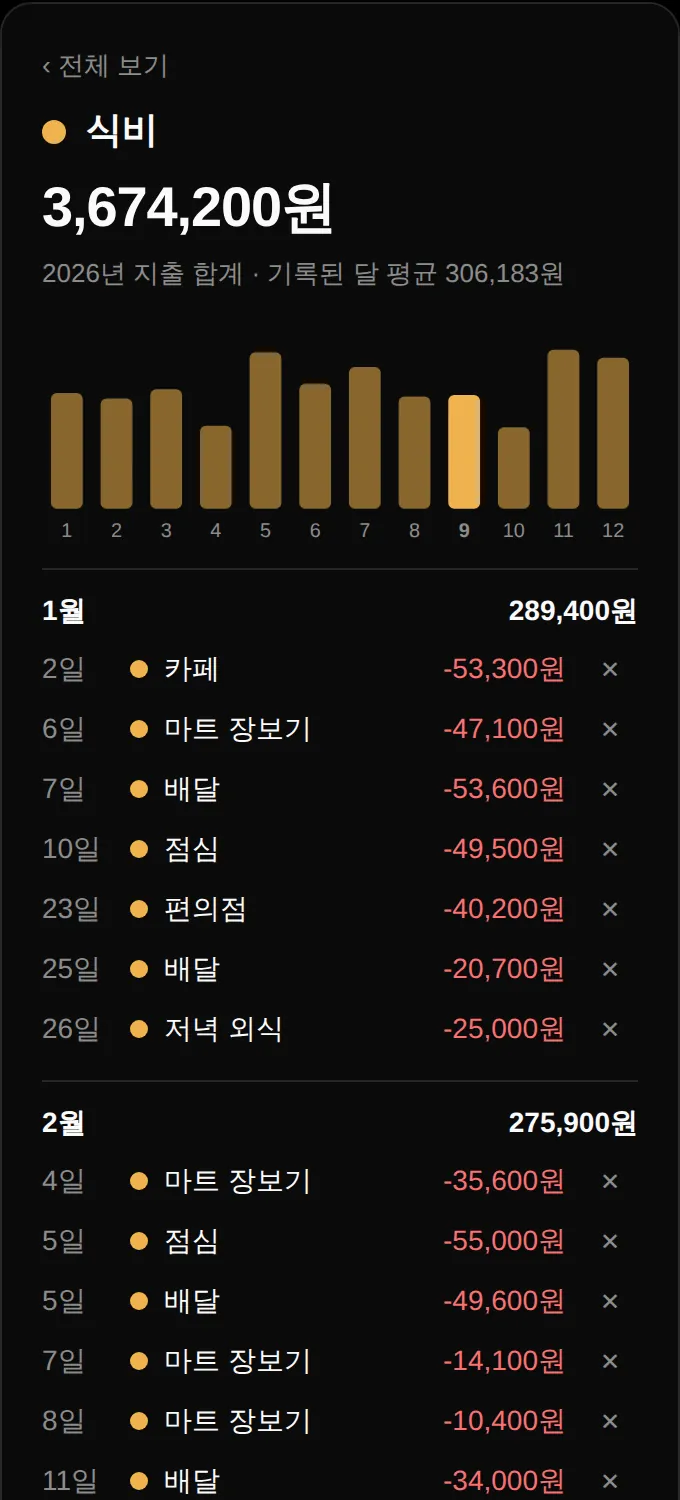 ‹ 전체 보기
식비
3,674,200원
2026년 지출 합계 · 기록된 달 평균 306,183원
1 2 3 4 5 6 7 8 9 10 11 12
1월 289,400원
2일 카페 -53,300원 ×
6일 마트 장보기 -47,100원 ×
7일 배달 -53,600원 ×
10일 점심 -49,500원 ×
23일 편의점 -40,200원 ×
25일 배달 -20,700원 ×
26일 저녁 외식 -25,000원 ×
2월 275,900원
4일 마트 장보기 -35,600원 ×
5일 점심 -55,000원 ×
5일 배달 -49,600원 ×
7일 마트 장보기 -14,100원 ×
8일 마트 장보기 -10,400원 ×
11일 배달 -34,000원 ×